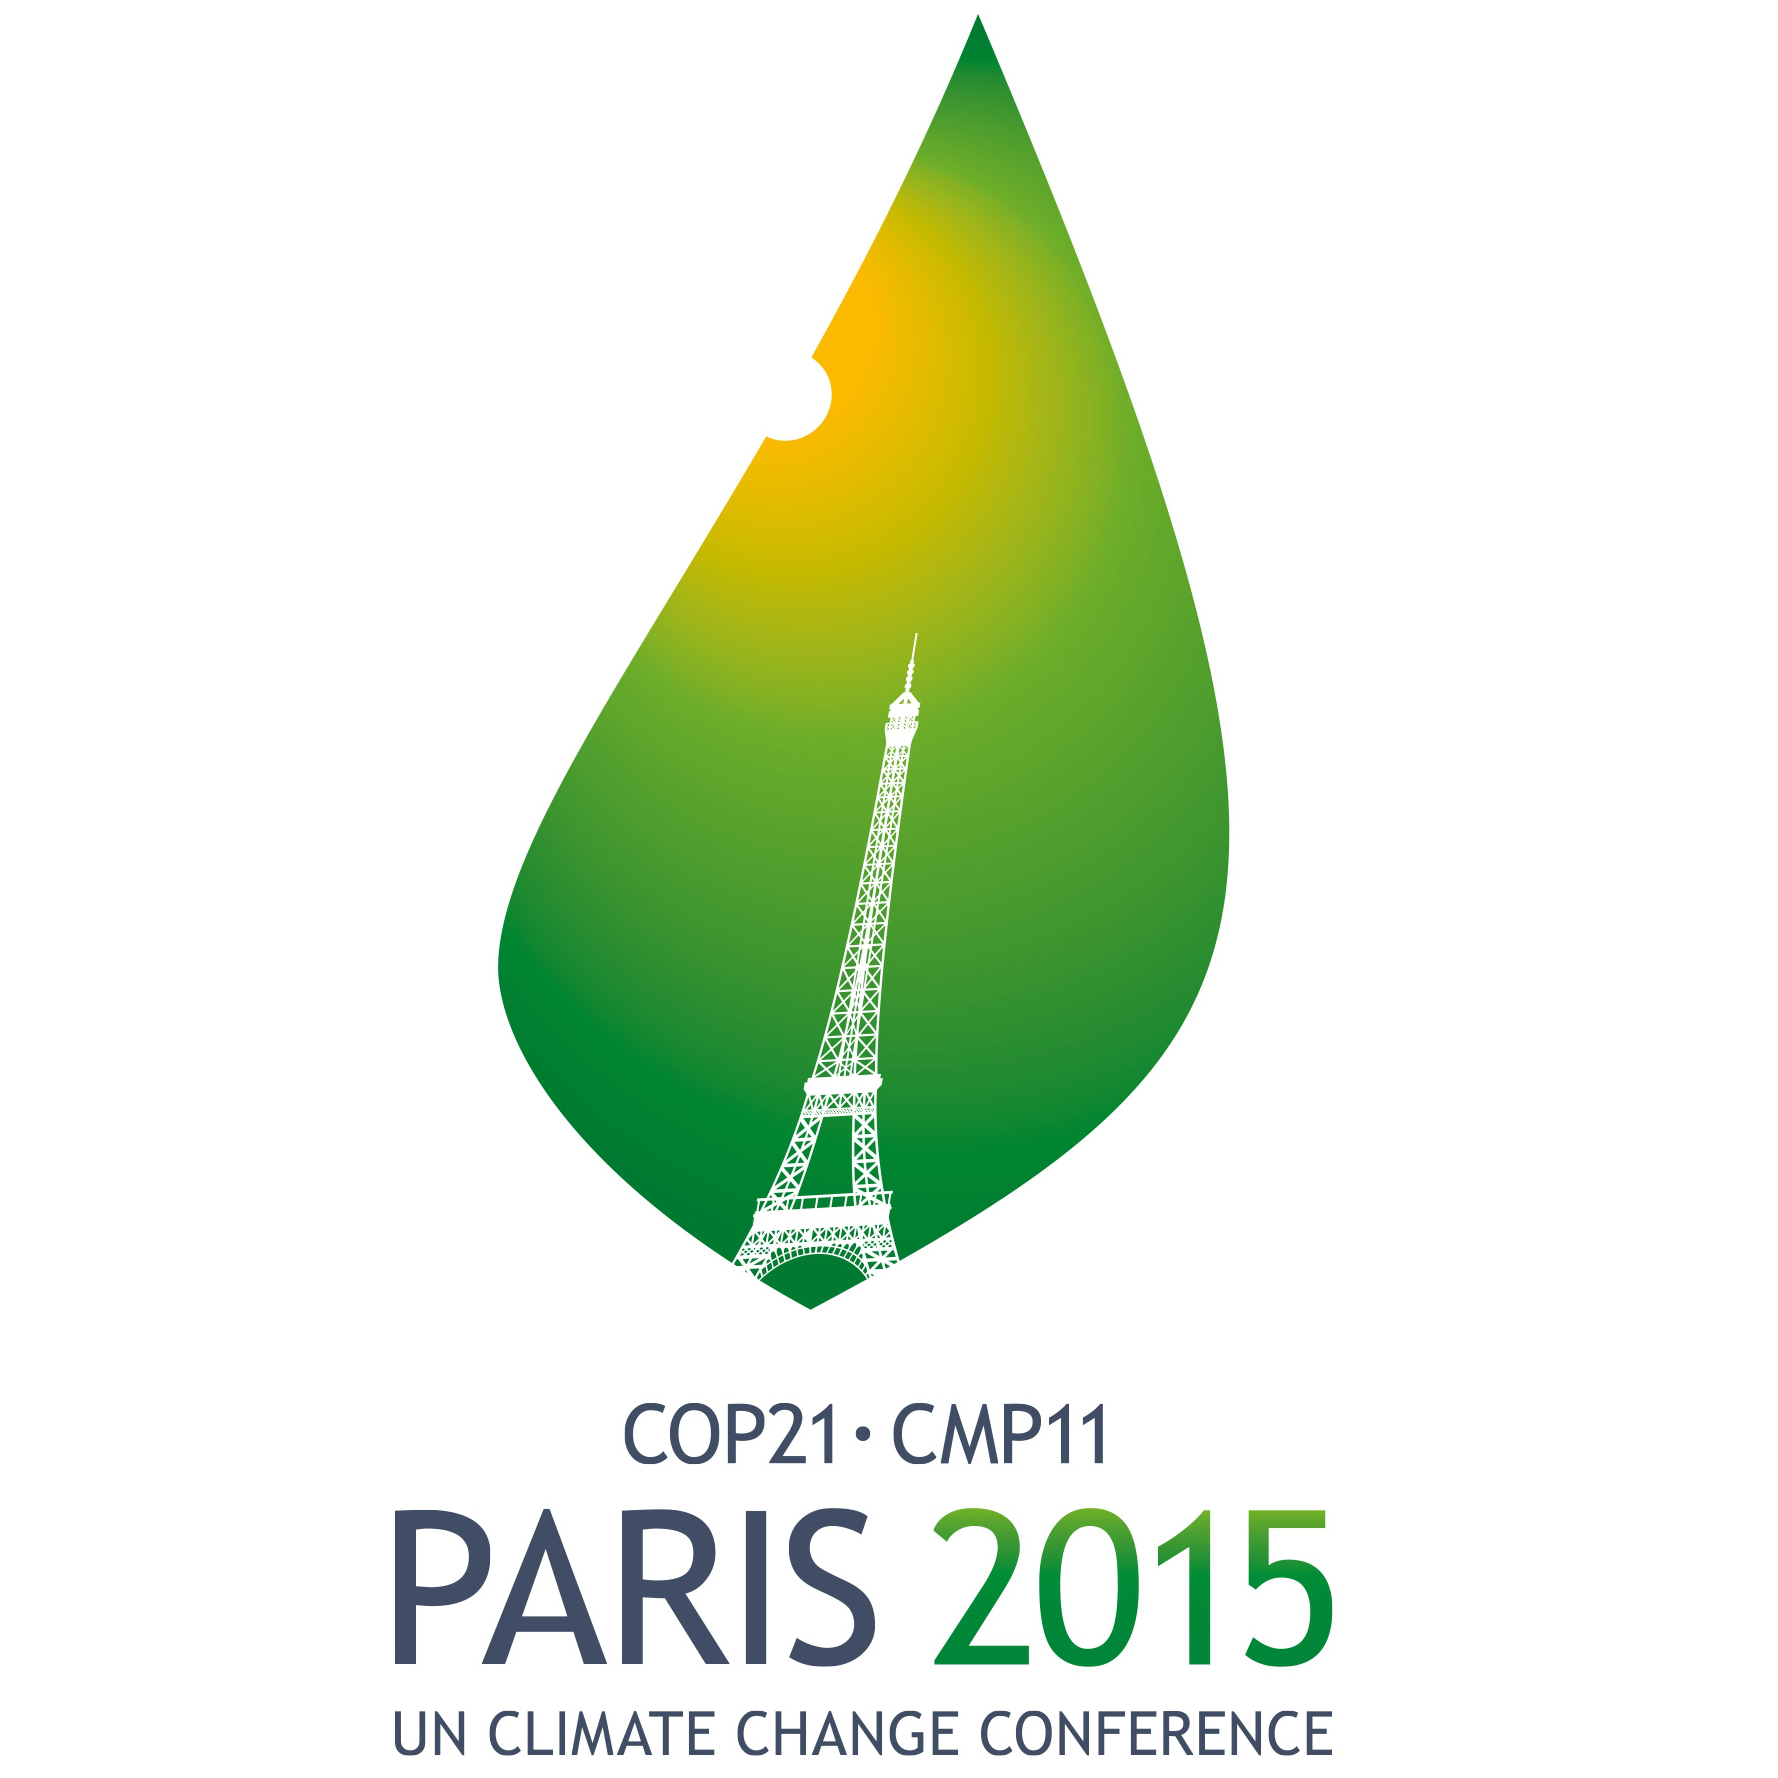 COP21 · CMP11
PARIS 2015
UN CLIMATE CHANGE CONFERENCE